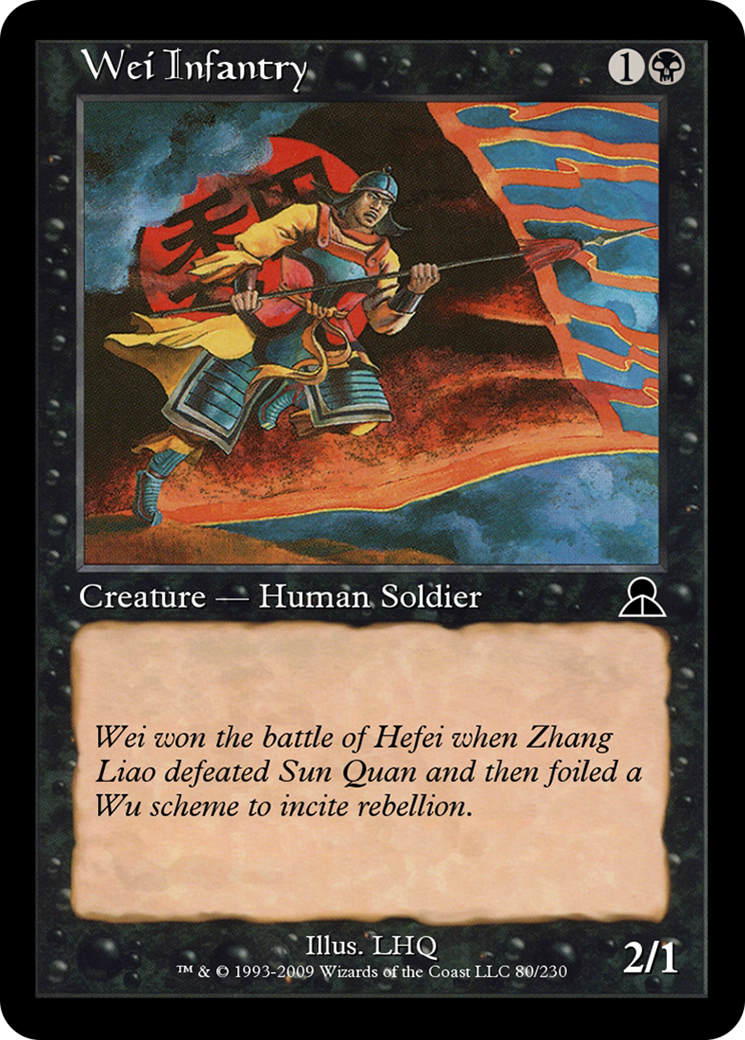 Wei Infantry
1
Creature — Human Soldier
Wei won the battle of Hefei when Zhang
Liao defeated Sun Quan and then foiled a
Wu scheme to incite rebellion.
Illus. LHQ
™ & © 1993-2009 Wizards of the Coast LLC 80/230
2/1